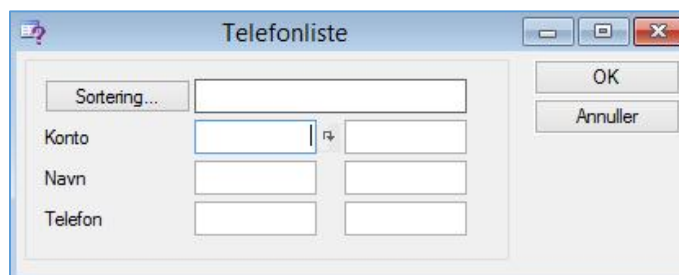 Telefonliste
Sortering...
OK
Konto
Annuller
Navn
Telefon